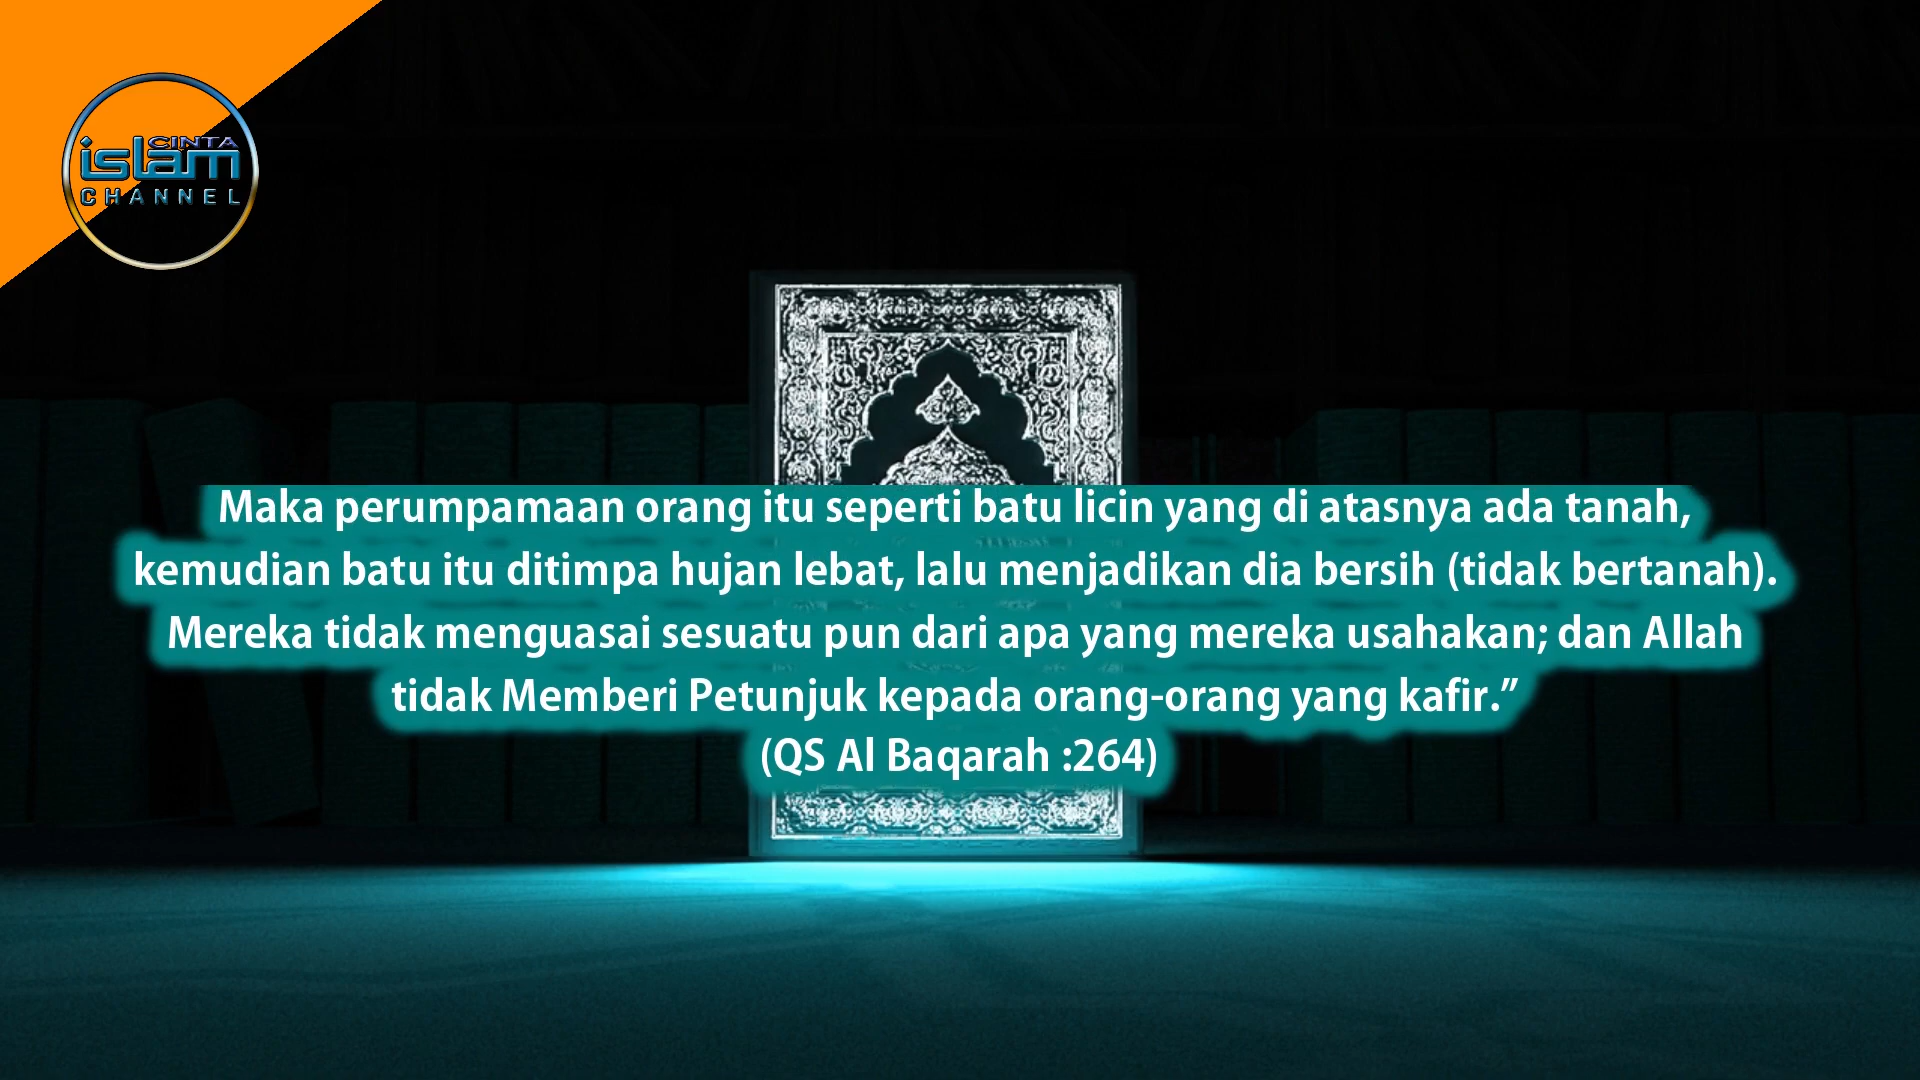 CINTA
islam
CHANNEL
Maka perumpamaan orang itu seperti batu licin yang di atasnya ada tanah,
kemudian batu itu ditimpa hujan lebat, lalu menjadikan dia bersih (tidak bertanah).
Mereka tidak menguasai sesuatu pun dari apa yang mereka usahakan; dan Allah
tidak Memberi Petunjuk kepada orang-orang yang kafir.”
(QS Al Baqarah :264)